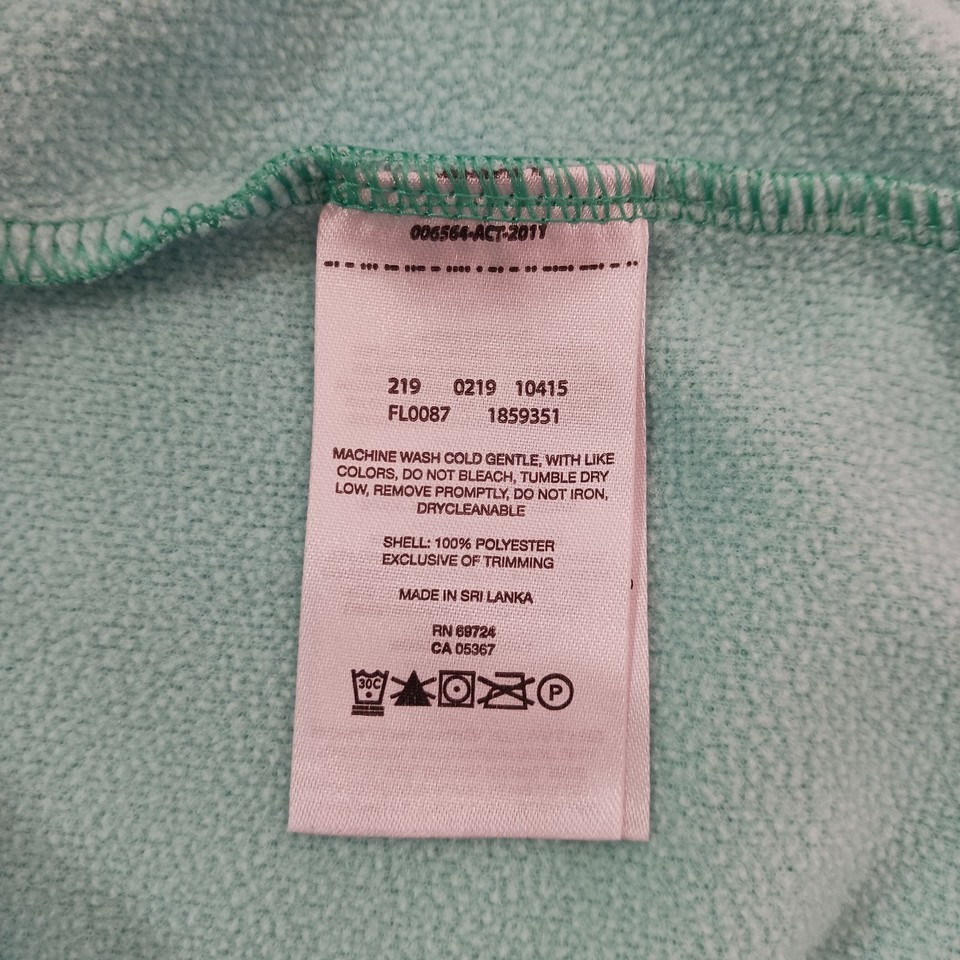 006564-ACT-2011
219 0219 10415
FL0087 1859351
MACHINE WASH COLD GENTLE, WITH LIKE
COLORS, DO NOT BLEACH, TUMBLE DRY
LOW, REMOVE PROMPTLY, DO NOT IRON,
DRYCLEANABLE
SHELL: 100% POLYESTER
EXCLUSIVE OF TRIMMING
MADE IN SRI LANKA
RN 69724
CA 05367
30C P